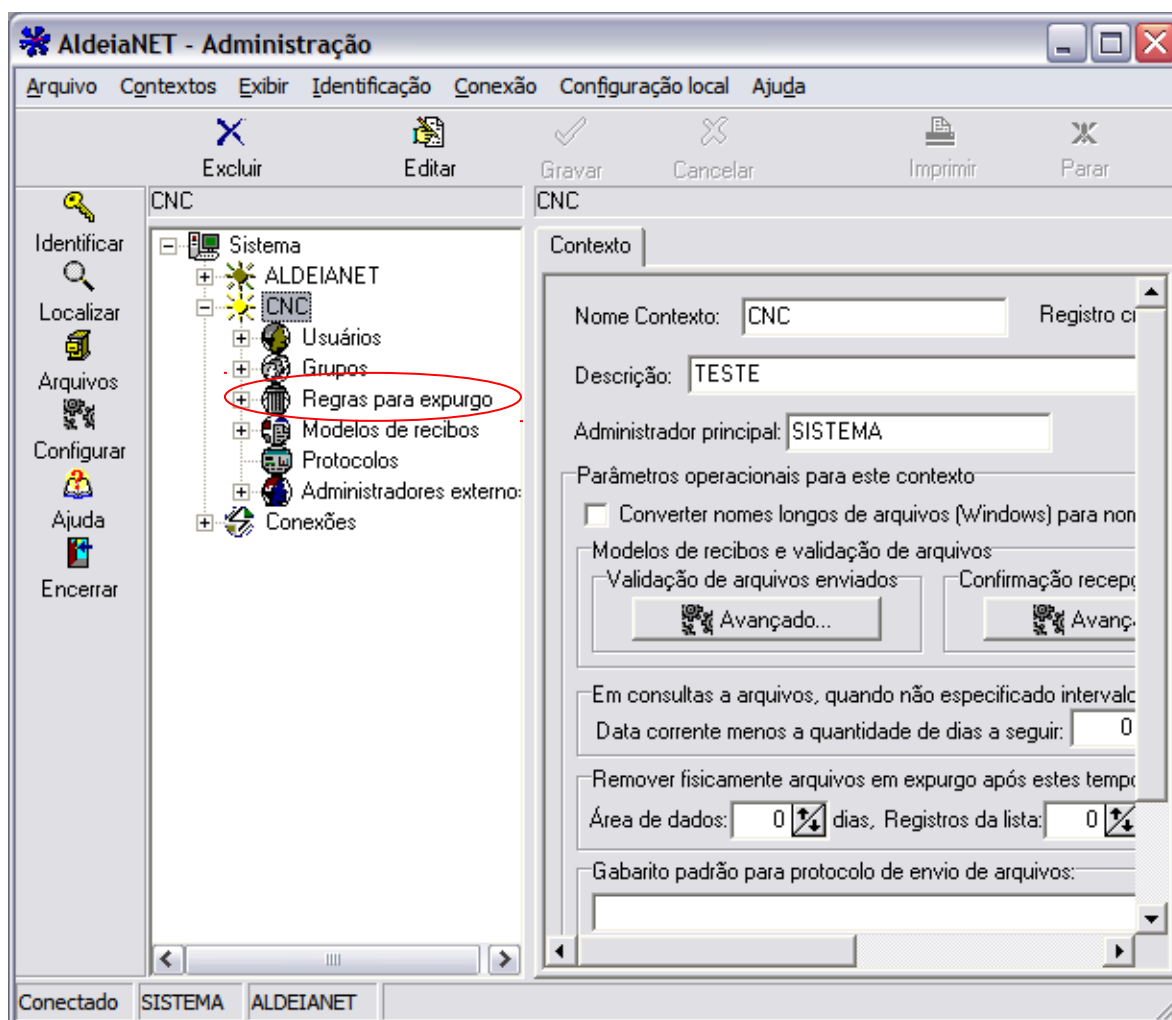 AldeiaNET - Administração
Arquivo Contextos Exibir Identificação Conexão Configuração local Ajuda
Excluir Editar Gravar Cancelar Imprimir Parar
CNC
CNC
Identificar
Localizar
Arquivos
Configurar
Ajuda
Encerrar
Sistema
ALDEIANET
CNC
Usuários
Grupos
Regras para expurgo
Modelos de recibos
Protocolos
Administradores externo
Conexões
Contexto
Nome Contexto: CNC Registro
Descrição: TESTE
Administrador principal: SISTEMA
Parâmetros operacionais para este contexto
Converter nomes longos de arquivos (Windows) para
Modelos de recibos e validação de arquivos
Validação de arquivos enviados Confirmação
Avançado...
Em consultas a arquivos, quando não especificado
Data corrente menos a quantidade de dias a seguir: 0
Remover fisicamente arquivos em expurgo após estes
Área de dados: 0 dias, Registros da lista: 0
Gabarito padrão para protocolo de envio de arquivos:
Conectado SISTEMA ALDEIANET